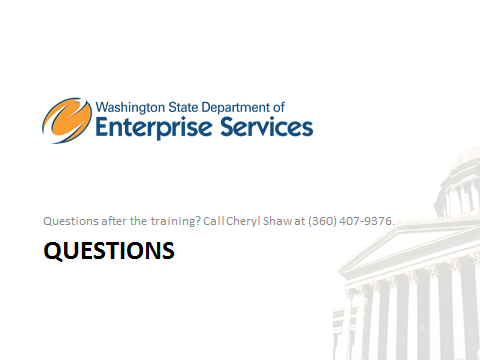 Washington State Department of
Enterprise Services
Questions after the training? Call Cheryl Shaw at (360) 407-9376.
QUESTIONS